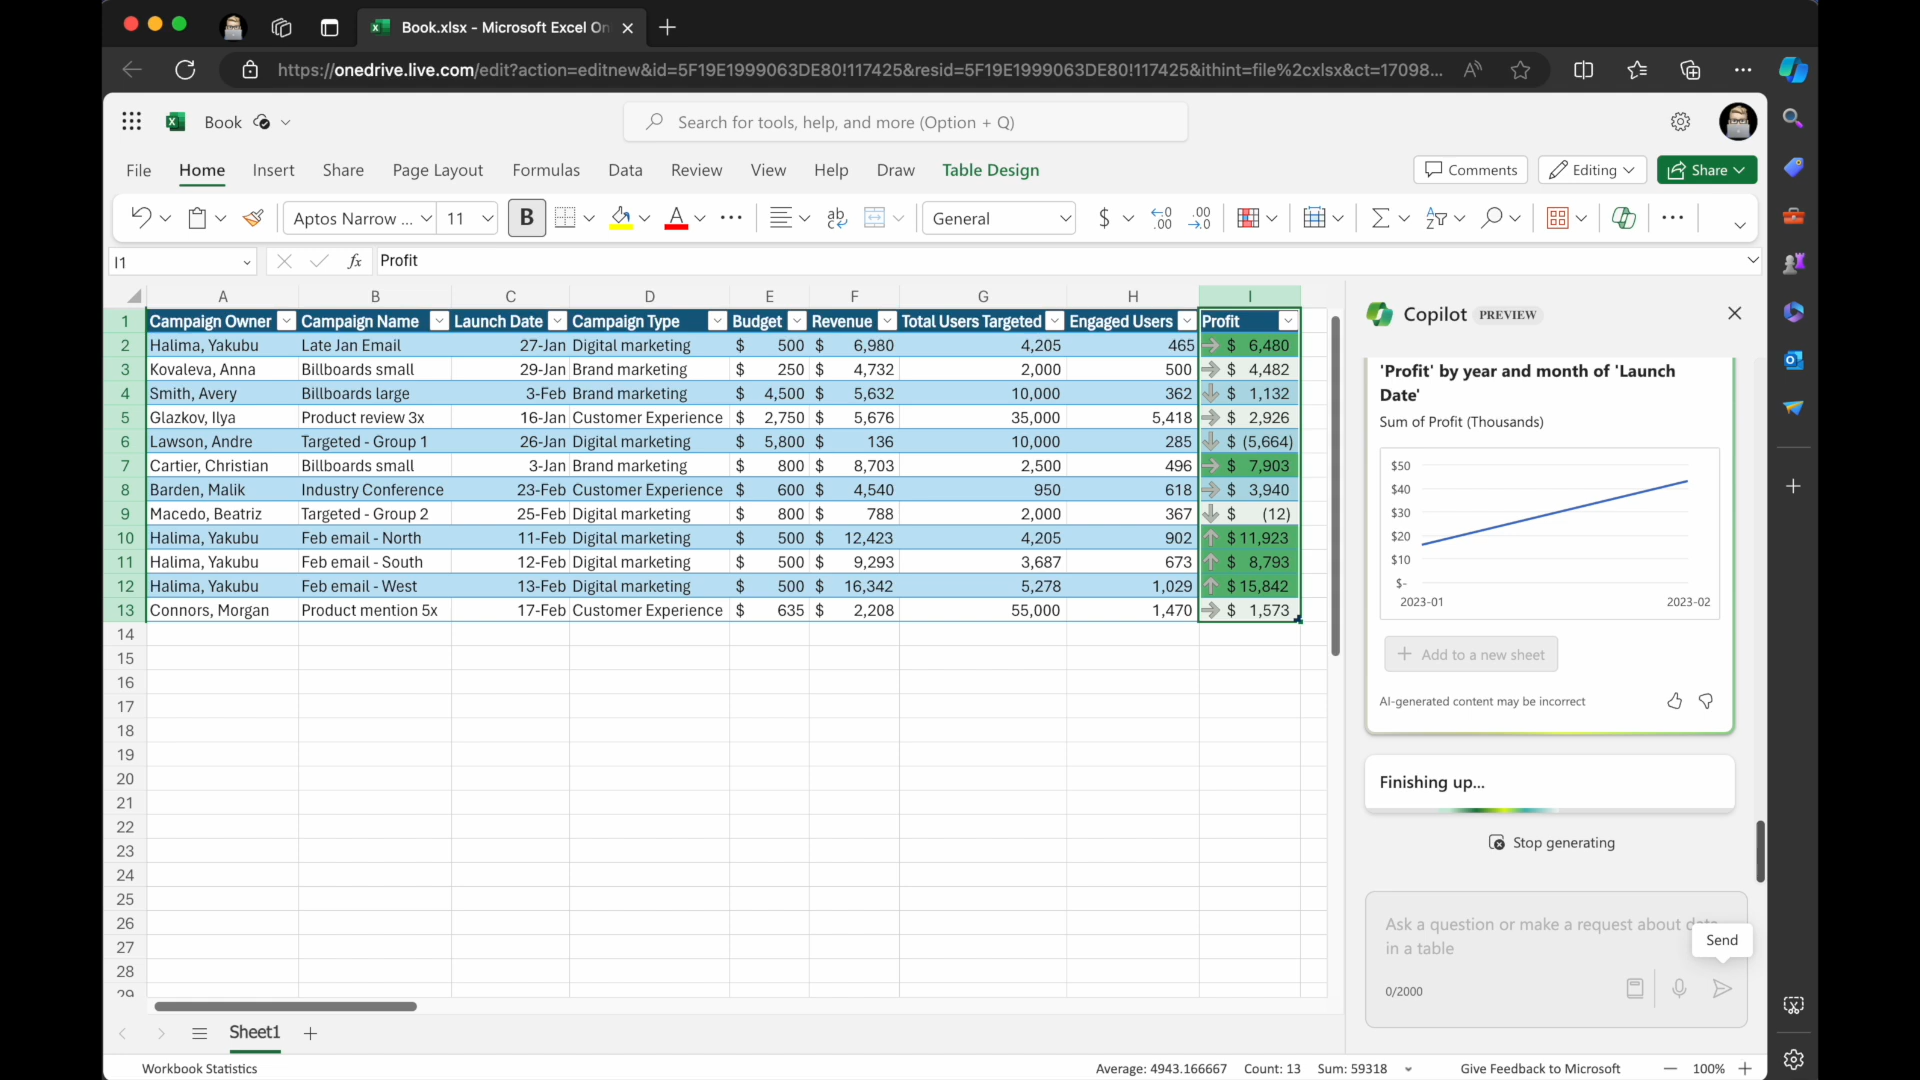 Book.xlsx - Microsoft Excel On
https://onedrive.live.com/edit?action=editnew&id=5F19E1999063DE80!117425&resid=5F19E1999063DE80!117425&ithint=file%2cxlsx&ct=17098...
Book
Search for tools, help, and more (Option + Q)
File Home Insert Share Page Layout Formulas Data Review View Help Draw Table Design Comments Editing Share
Aptos Narrow ... 11 B A ab General $ .00 .00
I1 fx Profit
A B C D E F G H I
1 Campaign Owner Campaign Name Launch Date Campaign Type Budget Revenue Total Users Targeted Engaged Users Profit
2 Halima, Yakubu Late Jan Email 27-Jan Digital marketing $ 500 $ 6,980 4,205 465 $ 6,480
3 Kovaleva, Anna Billboards small 29-Jan Brand marketing $ 250 $ 4,732 2,000 500 $ 4,482
4 Smith, Avery Billboards large 3-Feb Brand marketing $ 4,500 $ 5,632 10,000 362 $ 1,132
5 Glazkov, Ilya Product review 3x 16-Jan Customer Experience $ 2,750 $ 5,676 35,000 5,418 $ 2,926
6 Lawson, Andre Targeted - Group 1 26-Jan Digital marketing $ 5,800 $ 136 10,000 285 $ (5,664)
7 Cartier, Christian Billboards small 3-Jan Brand marketing $ 800 $ 8,703 2,500 496 $ 7,903
8 Barden, Malik Industry Conference 23-Feb Customer Experience $ 600 $ 4,540 950 618 $ 3,940
9 Macedo, Beatriz Targeted - Group 2 25-Feb Digital marketing $ 800 $ 788 2,000 367 $ (12)
10 Halima, Yakubu Feb email - North 11-Feb Digital marketing $ 500 $ 12,423 4,205 902 $ 11,923
11 Halima, Yakubu Feb email - South 12-Feb Digital marketing $ 500 $ 9,293 3,687 673 $ 8,793
12 Halima, Yakubu Feb email - West 13-Feb Digital marketing $ 500 $ 16,342 5,278 1,029 $ 15,842
13 Connors, Morgan Product mention 5x 17-Feb Customer Experience $ 635 $ 2,208 55,000 1,470 $ 1,573
14
15
16
17
18
19
20
21
22
23
24
25
26
27
28
29
Copilot PREVIEW
'Profit' by year and month of 'Launch
Date'
Sum of Profit (Thousands)
$50
$40
$30
$20
$10
$-
2023-01 2023-02
Add to a new sheet
AI-generated content may be incorrect
Finishing up...
Stop generating
Ask a question or make a request about
in a table
Send
0/2000
Sheet1
Workbook Statistics Average: 4943.166667 Count: 13 Sum: 59318 Give Feedback to Microsoft 100%